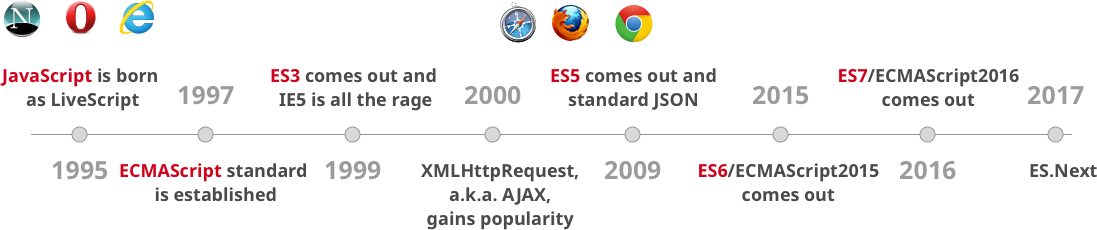 JavaScript is born
as LiveScript
1995
1997
ECMAScript standard
is established
ES3 comes out and
IE5 is all the rage
1999
2000
XMLHttpRequest,
a.k.a. AJAX,
gains popularity
ES5 comes out and
standard JSON
2009
2015
ES6/ECMAScript2015
comes out
ES7/ECMAScript2016
comes out
2016
2017
ES.Next